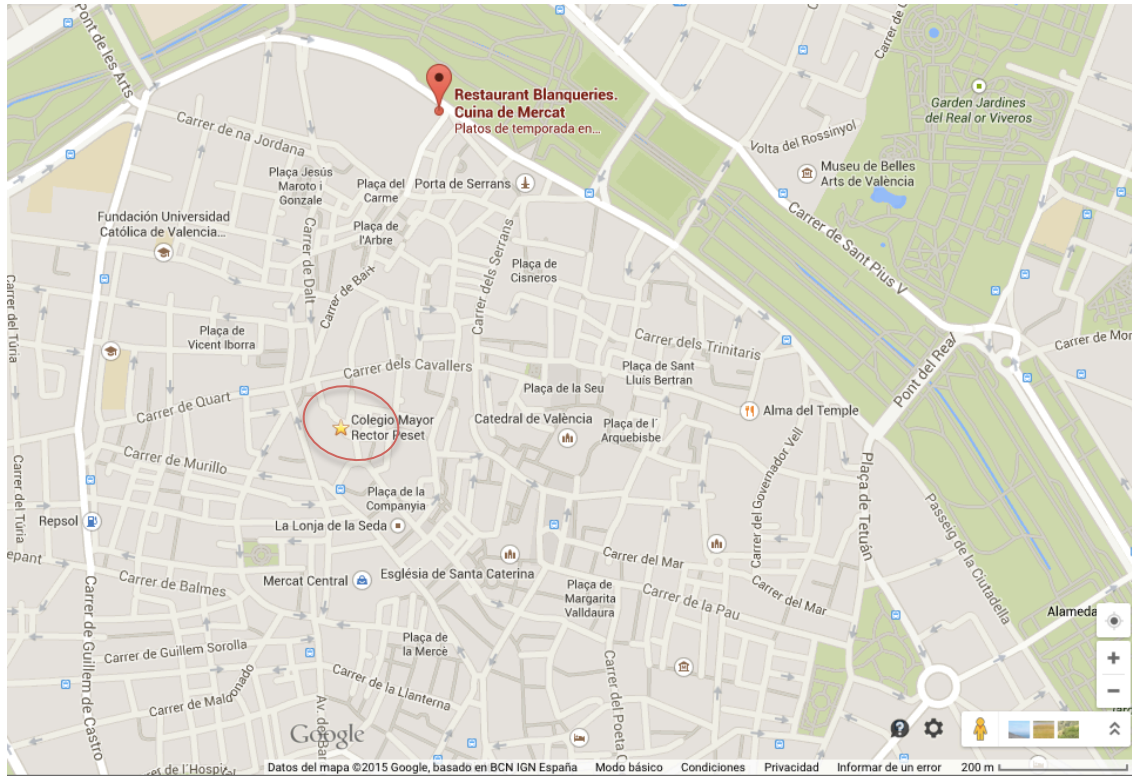 Pont de les Arts
Restaurant Blanqueries.
Cuina de Mercat
Platos de temporada en...
Garden Jardines
del Real or Viveros
Carrer de na Jordana
Volta del Rossinyol
Museu de Belles
Arts de València
Plaça Jesús
Maroto i
Gonzale
Plaça del
Carme
Porta de Serrans
Fundación Universidad
Católica de Valencia...
Plaça de
l'Arbre
Carrer de Dalt
Carrer de Sant Pius V
Carrer dels Serrans
Plaça de
Cisneros
Carrer de Baix
Carrer del Túria
Plaça de
Vicent Iborra
Carrer dels Trinitaris
Pont del Real
Carrer de Mor
Carrer dels Cavallers
Plaça de Sant
Lluís Bertran
Plaça de la Seu
Carrer de Quart
Colegio Mayor
Rector Peset
Catedral de València
Plaça de l'
Arquebisbe
Alma del Temple
Carrer de Murillo
Carrer del Governador Vell
Plaça de Tetuán
Carrer del Túria
Plaça de la
Companyia
Passeig de la Ciutadella
Repsol
La Lonja de la Seda
epant
Carrer de Balmes
Mercat Central
Església de Santa Caterina
Carrer del Mar
Plaça de
Margarita
Valldaura
Carrer de la Pau
Carrer del Mar
Alameda
Carrer de Guillem de Castro
Carrer de Guillem Sorolla
Plaça de
la Mercè
Carrer de la Llanterna
Carrer de Maldonado
Carrer del Poeta
Av. de
Google
Carrer de l'Hospi
Datos del mapa ©2015 Google, basado en BCN IGN España Modo básico Condiciones Privacidad Informar de un error 200 m